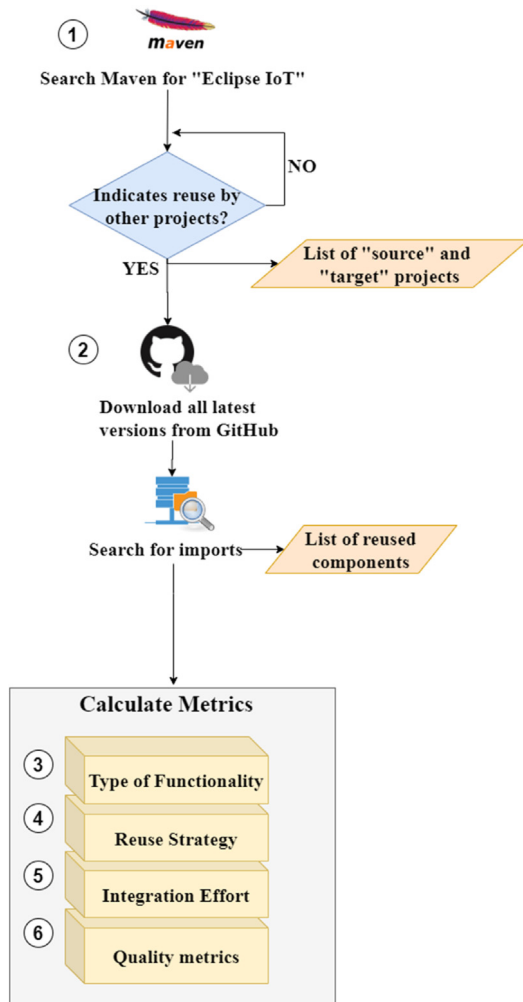 1
maven
Search Maven for "Eclipse IoT"
NO
Indicates reuse by
other projects?
YES
List of "source" and
"target" projects
2
Download all latest
versions from GitHub
Search for imports
List of reused
components
Calculate Metrics
3
Type of Functionality
4
Reuse Strategy
5
Integration Effort
6
Quality metrics